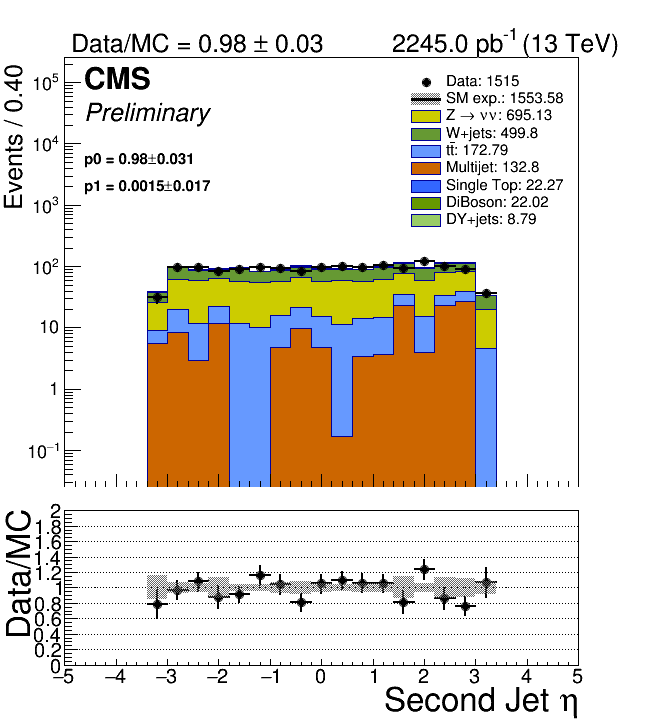 Data/MC = 0.98 ± 0.03
2245.0 pb⁻¹ (13 TeV)
CMS
Preliminary
p0 = 0.98±0.031
p1 = 0.0015±0.017
Data: 1515
SM exp.: 1553.58
Z → νν: 695.13
W+jets: 499.8
tt̄: 172.79
Multijet: 132.8
Single Top: 22.27
DiBoson: 22.02
DY+jets: 8.79
Events / 0.40
10⁵
10⁴
10³
10²
10
1
10⁻¹
Data/MC
2
1.8
1.6
1.4
1.2
1
0.8
0.6
0.4
0.2
0
−5 −4 −3 −2 −1 0 1 2 3 4 5
Second Jet η